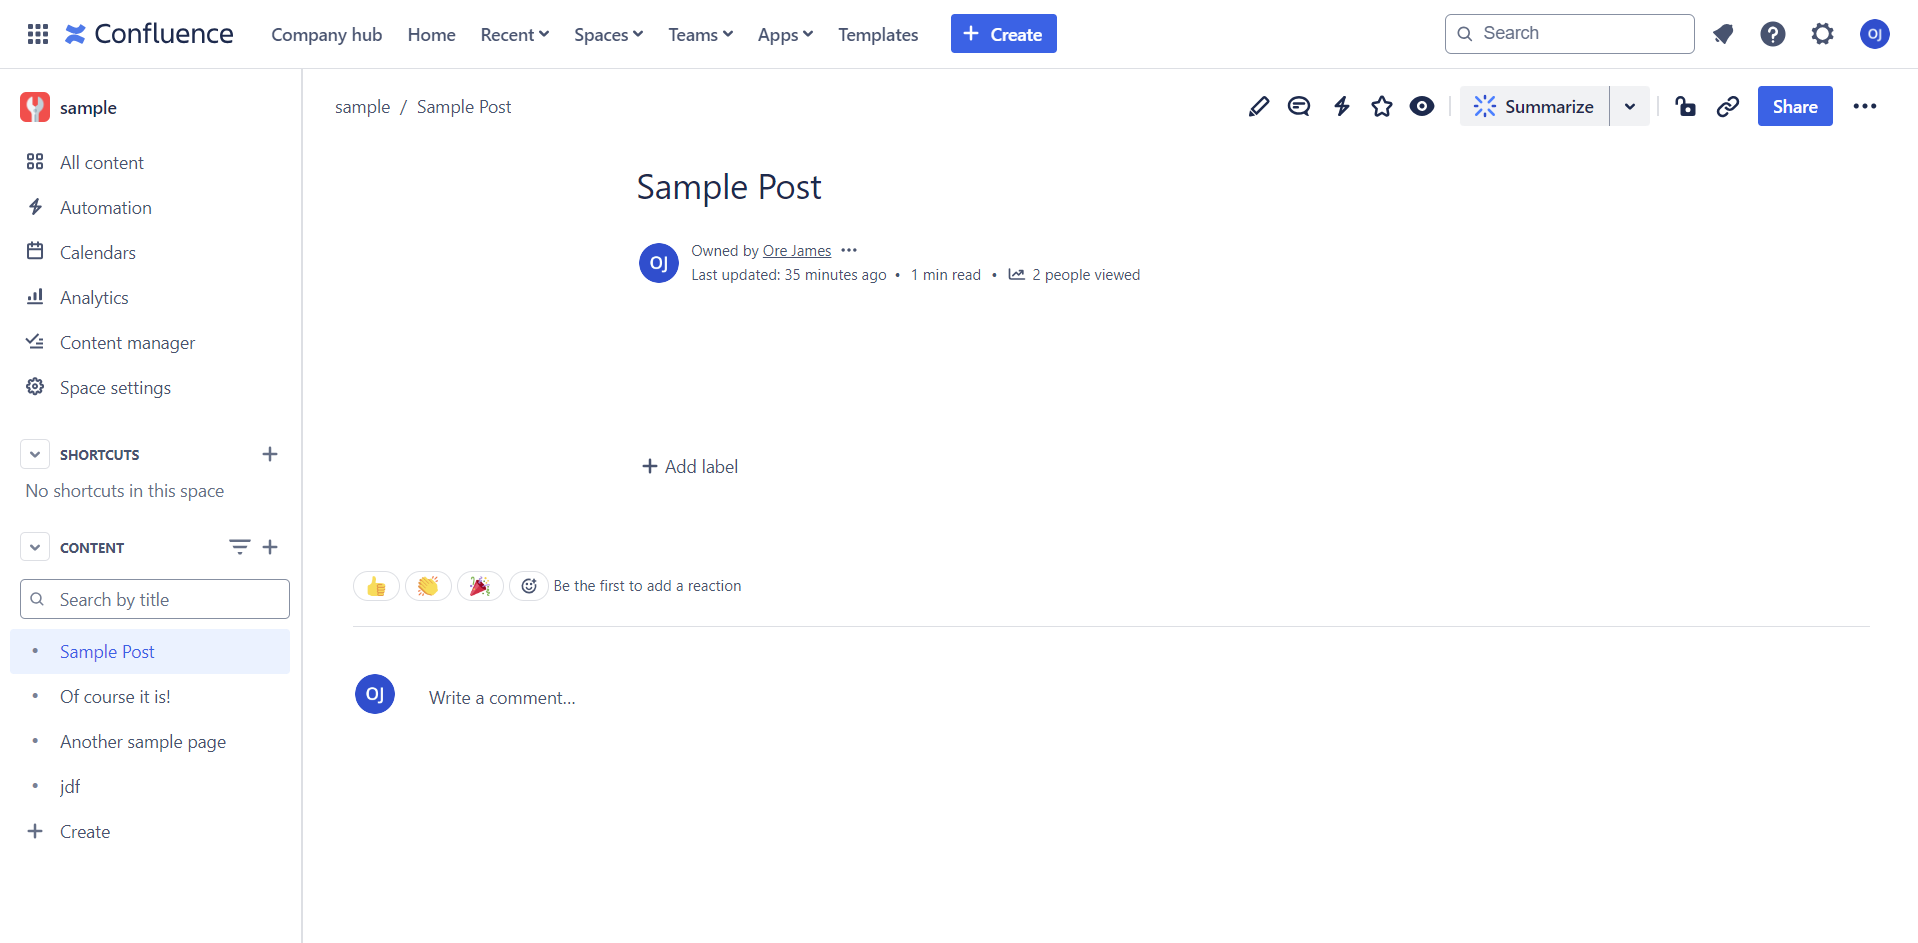 Confluence Company hub Home Recent Spaces Teams Apps Templates Create Search OJ
sample
sample / Sample Post
Summarize Share
All content
Automation
Calendars
Analytics
Content manager
Space settings
SHORTCUTS
No shortcuts in this space
CONTENT
Search by title
Sample Post
Of course it is!
Another sample page
jdf
Create
Sample Post
OJ
Owned by Ore James
Last updated: 35 minutes ago • 1 min read • 2 people viewed
Add label
Be the first to add a reaction
OJ
Write a comment...